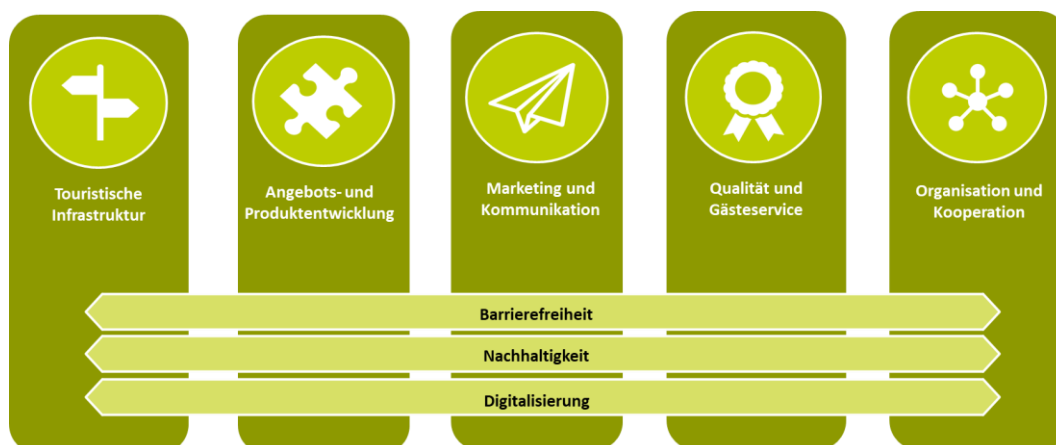 Touristische
Infrastruktur
Angebots- und
Produktentwicklung
Marketing und
Kommunikation
Qualität und
Gästeservice
Organisation und
Kooperation
Barrierefreiheit
Nachhaltigkeit
Digitalisierung